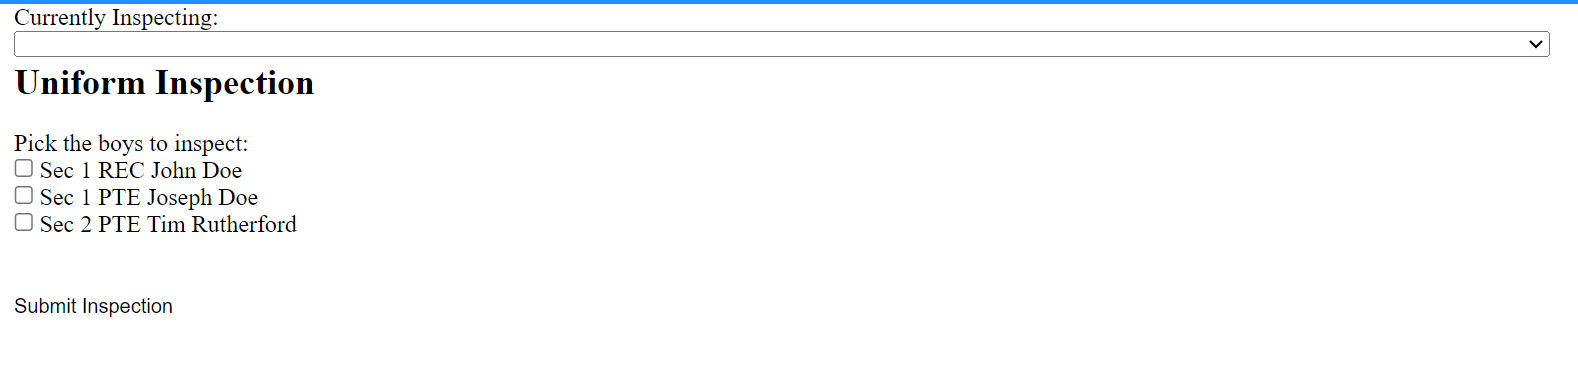 Currently Inspecting:
Uniform Inspection
Pick the boys to inspect:
Sec 1 REC John Doe
Sec 1 PTE Joseph Doe
Sec 2 PTE Tim Rutherford
Submit Inspection